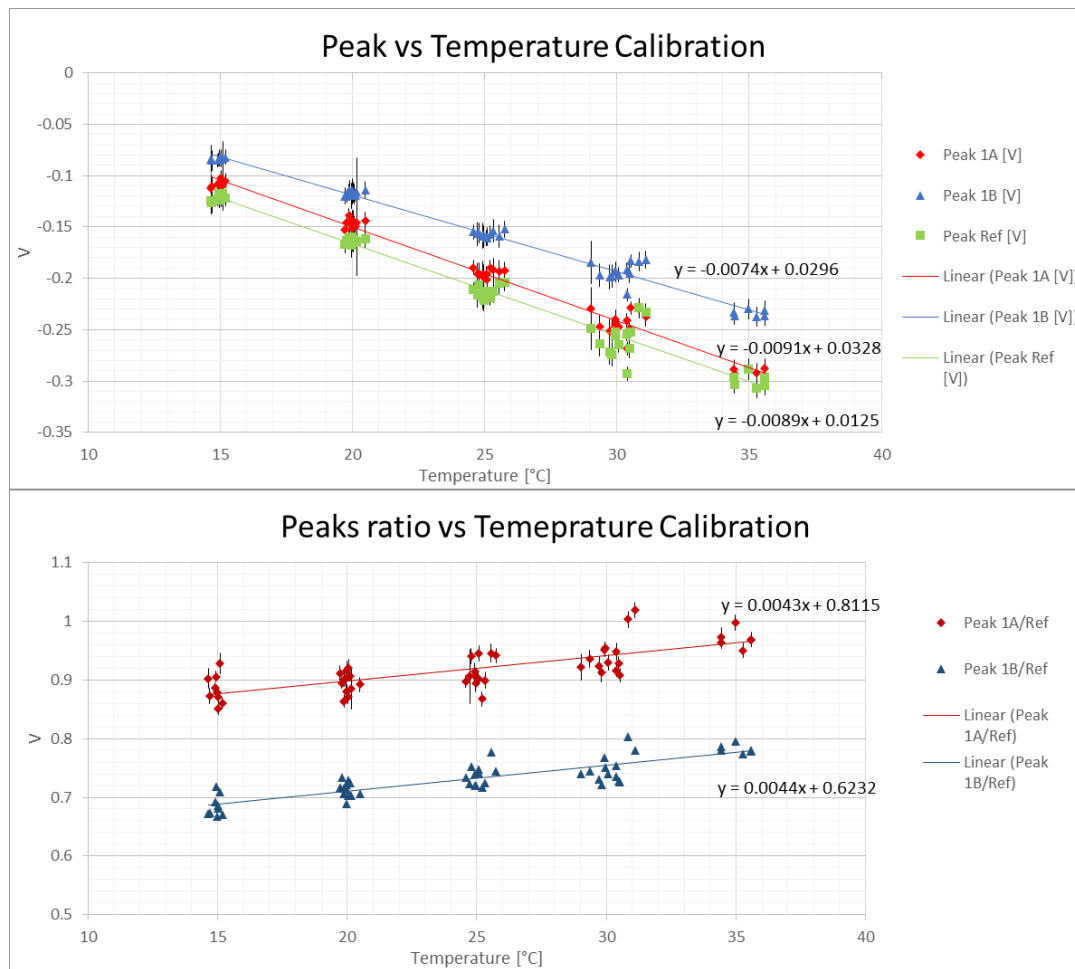 Peak vs Temperature Calibration
0
-0.05
-0.1
-0.15
-0.2
-0.25
-0.3
-0.35
V
10
15
20
25
30
35
40
Temperature [°C]
y = -0.0074x + 0.0296
y = -0.0091x + 0.0328
y = -0.0089x + 0.0125
Peak 1A [V]
Peak 1B [V]
Peak Ref [V]
Linear (Peak 1A [V])
Linear (Peak 1B [V])
Linear (Peak Ref
[V])
Peaks ratio vs Temeprature Calibration
1.1
1
0.9
0.8
0.7
0.6
0.5
V
10
15
20
25
30
35
40
Temperature [°C]
y = 0.0043x + 0.8115
y = 0.0044x + 0.6232
Peak 1A/Ref
Peak 1B/Ref
Linear (Peak
1A/Ref)
Linear (Peak
1B/Ref)